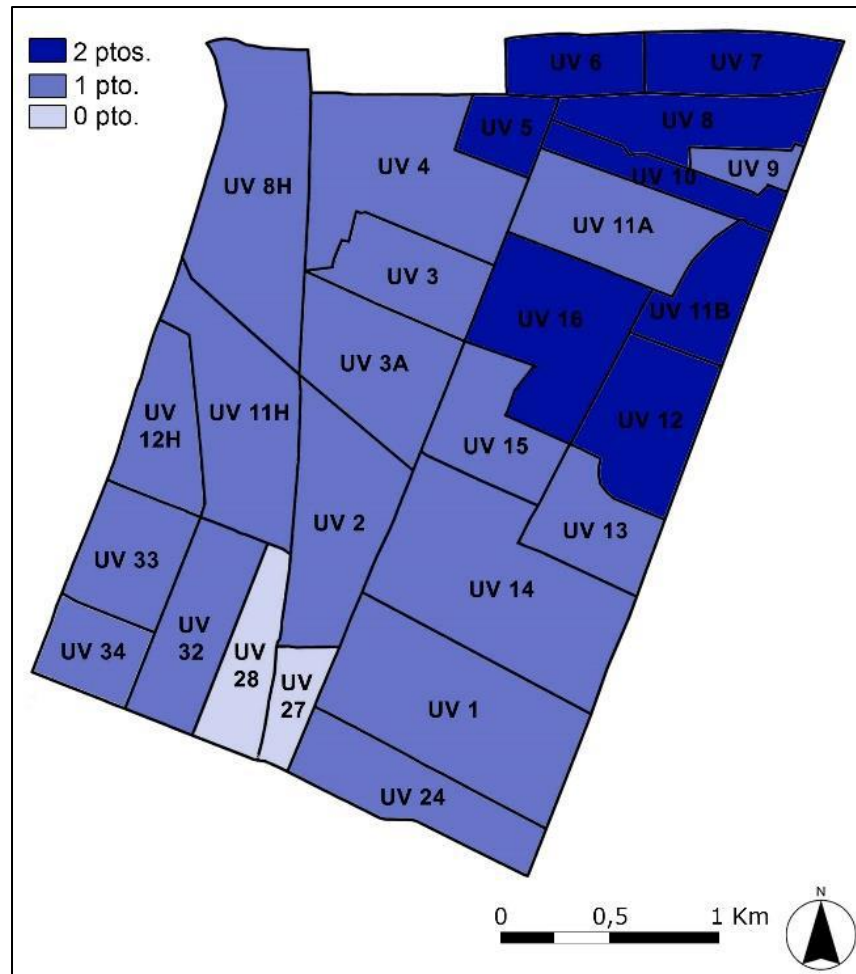 2 ptos.
1 pto.
0 pto.
UV 6
UV 7
UV 5
UV 8
UV 4
UV 9
UV 8H
UV 10
UV 11A
UV 3
UV 16
UV 11B
UV 3A
UV
12H
UV 11H
UV 12
UV 15
UV 2
UV 13
UV 33
UV 14
UV 34
UV
32
UV
28
UV
27
UV 1
UV 24
0
0,5
1 Km
N